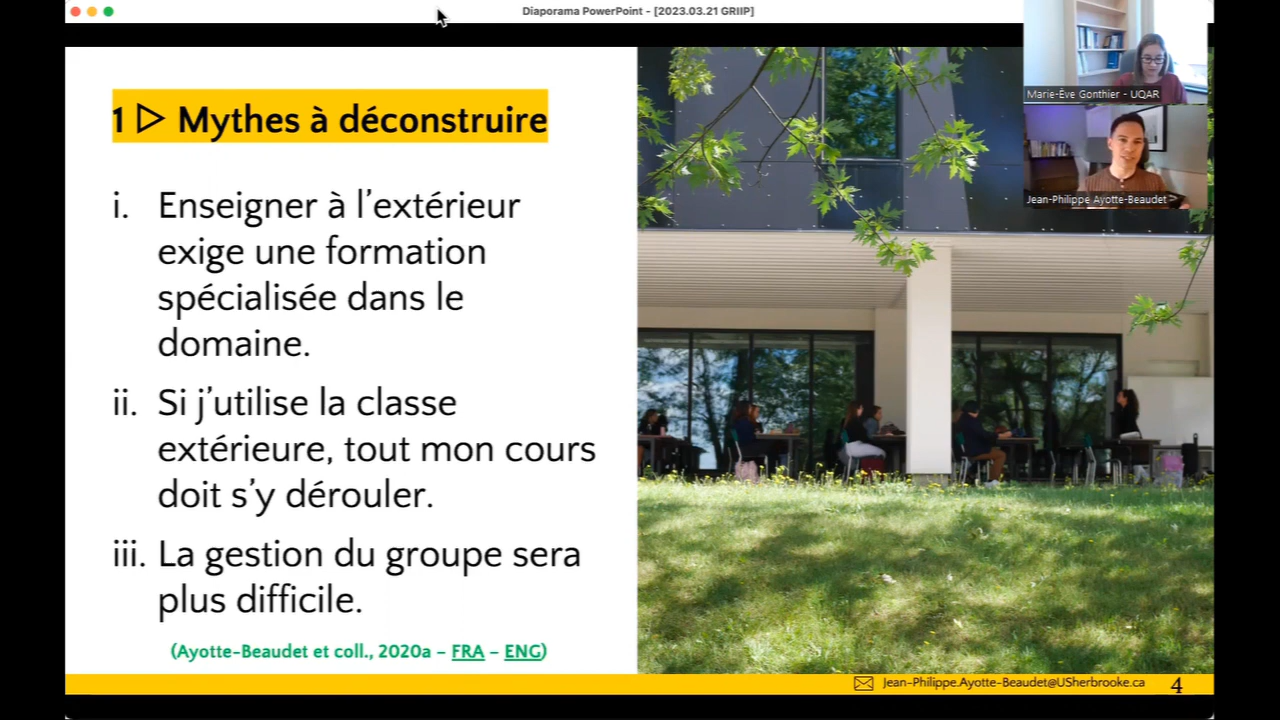 Diaporama PowerPoint - [2023.03.21 GRIIP]
Marie-Ève Gonthier - UQAR
Jean-Philippe Ayotte-Beaudet
1 ▷ Mythes à déconstruire
i. Enseigner à l’extérieur
exige une formation
spécialisée dans le
domaine.
ii. Si j’utilise la classe
extérieure, tout mon cours
doit s’y dérouler.
iii. La gestion du groupe sera
plus difficile.
(Ayotte-Beaudet et coll., 2020a – FRA – ENG)
Jean-Philippe.Ayotte-Beaudet@USherbrooke.ca 4